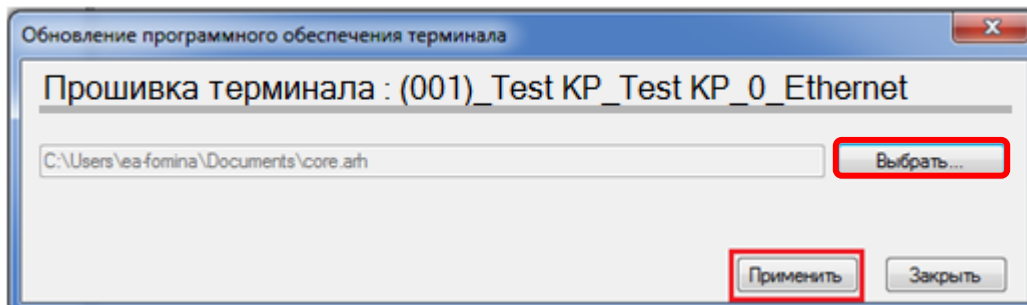 Обновление программного обеспечения терминала
Прошивка терминала : (001)_Test KP_Test KP_0_Ethernet
C:\Users\ea-fomina\Documents\core.arh
Выбрать...
Применить
Закрыть